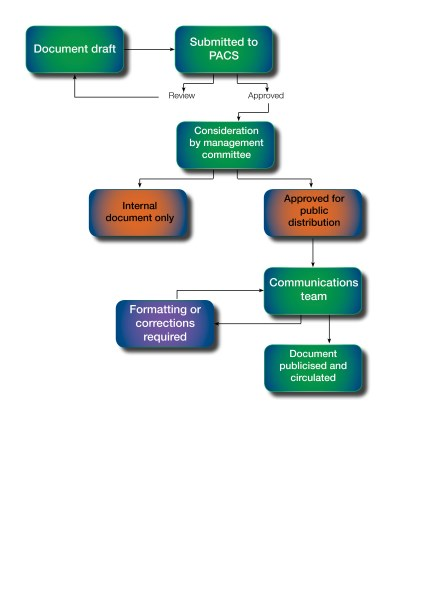 Document draft
Submitted to
PACS
Review
Approved
Consideration
by management
committee
Internal
document only
Approved for
public
distribution
Communications
team
Formatting or
corrections
required
Document
publicised and
circulated